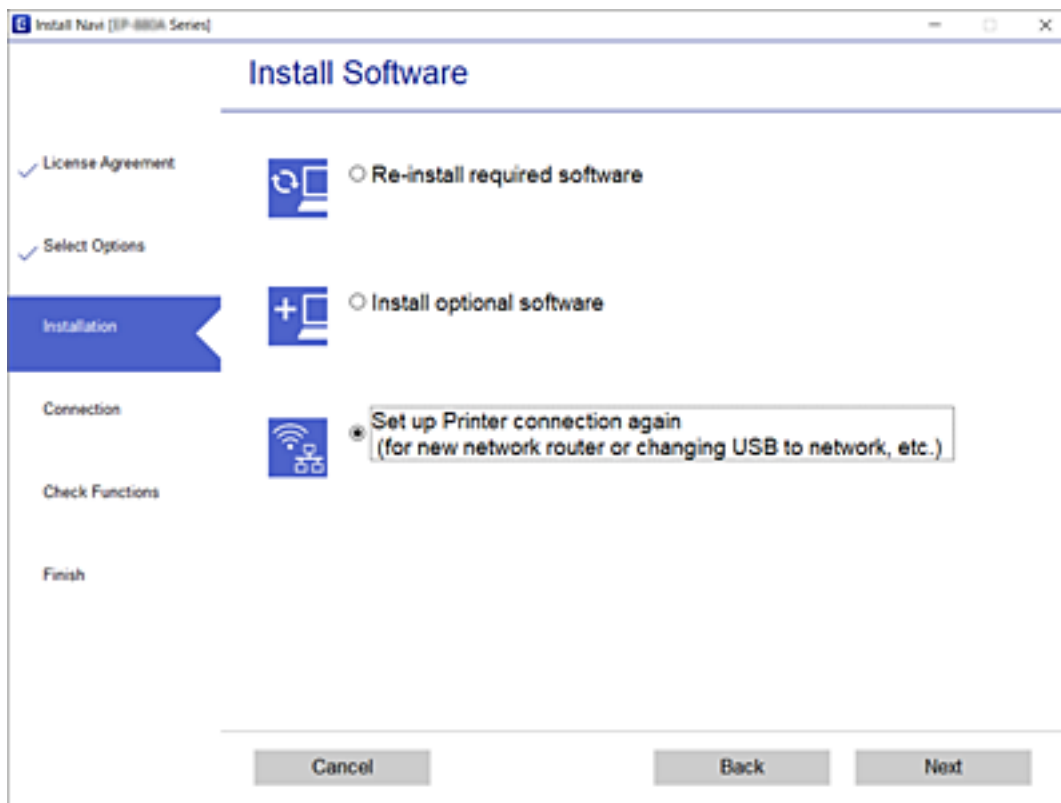 Install Navi [EP-880A Series]
Install Software
License Agreement
Select Options
Installation
Connection
Check Functions
Finish
Re-install required software
Install optional software
Set up Printer connection again
(for new network router or changing USB to network, etc.)
Cancel
Back
Next